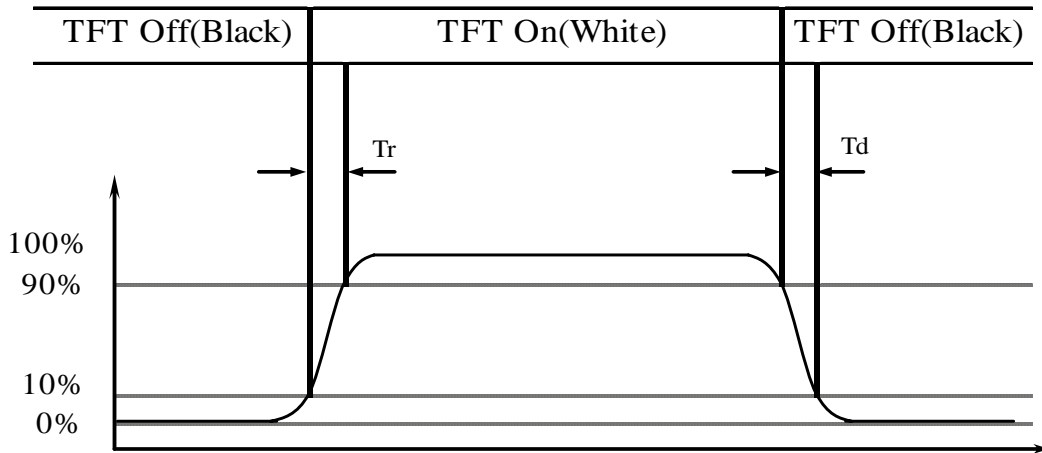 TFT Off(Black) TFT On(White) TFT Off(Black)
Tr Td
100%
90%
10%
0%